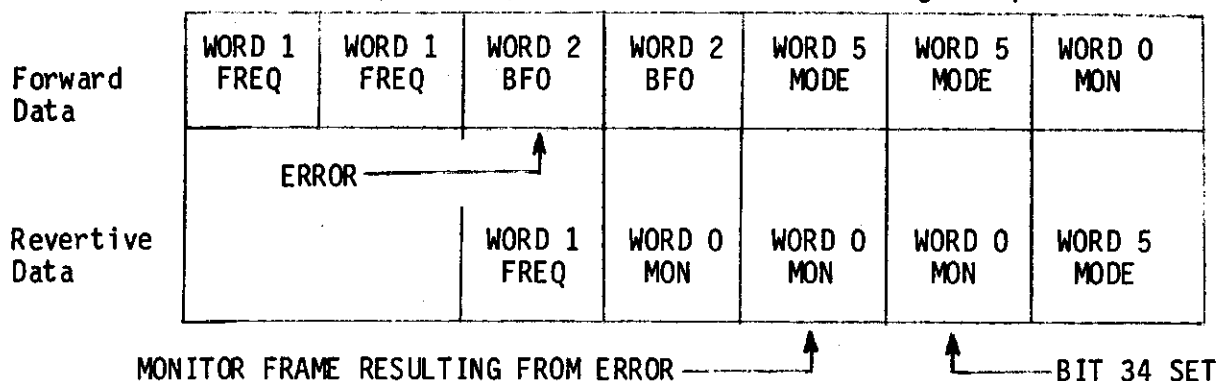 WORD 1 WORD 1 WORD 2 WORD 2 WORD 5 WORD 5 WORD 0
Forward FREQ FREQ BFO BFO MODE MODE MON
Data
ERROR
Revertive WORD 1 WORD 0 WORD 0 WORD 0 WORD 5
Data FREQ MON MON MON MODE
MONITOR FRAME RESULTING FROM ERROR BIT 34 SET